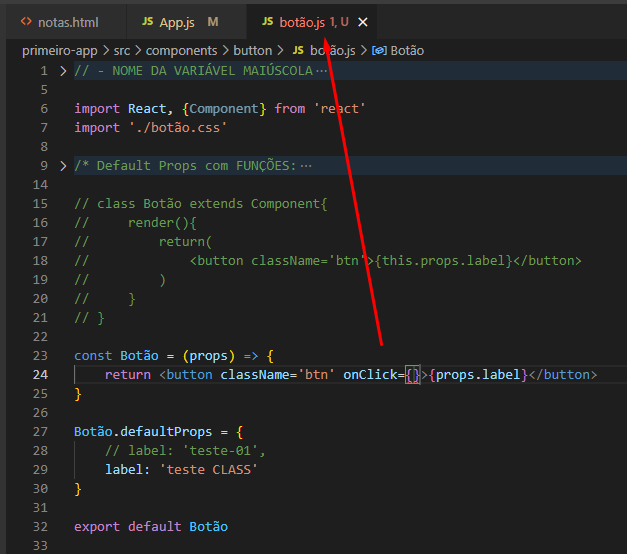 notas.html App.js M botão.js 1, U
primeiro-app > src > components > button > botão.js > Botão
1 // - NOME DA VARIÁVEL MAIÚSCOLA ...
5
6 import React, {Component} from 'react'
7 import './botão.css'
8
9 /* Default Props com FUNÇÕES: ...
14
15 // class Botão extends Component{
16 //     render(){
17 //         return(
18 //             <button className='btn'>{this.props.label}</button>
19 //         )
20 //     }
21 // }
22
23 const Botão = (props) => {
24     return <button className='btn' onClick={}>{props.label}</button>
25 }
26
27 Botão.defaultProps = {
28     // label: 'teste-01',
29     label: 'teste CLASS'
30 }
31
32 export default Botão
33